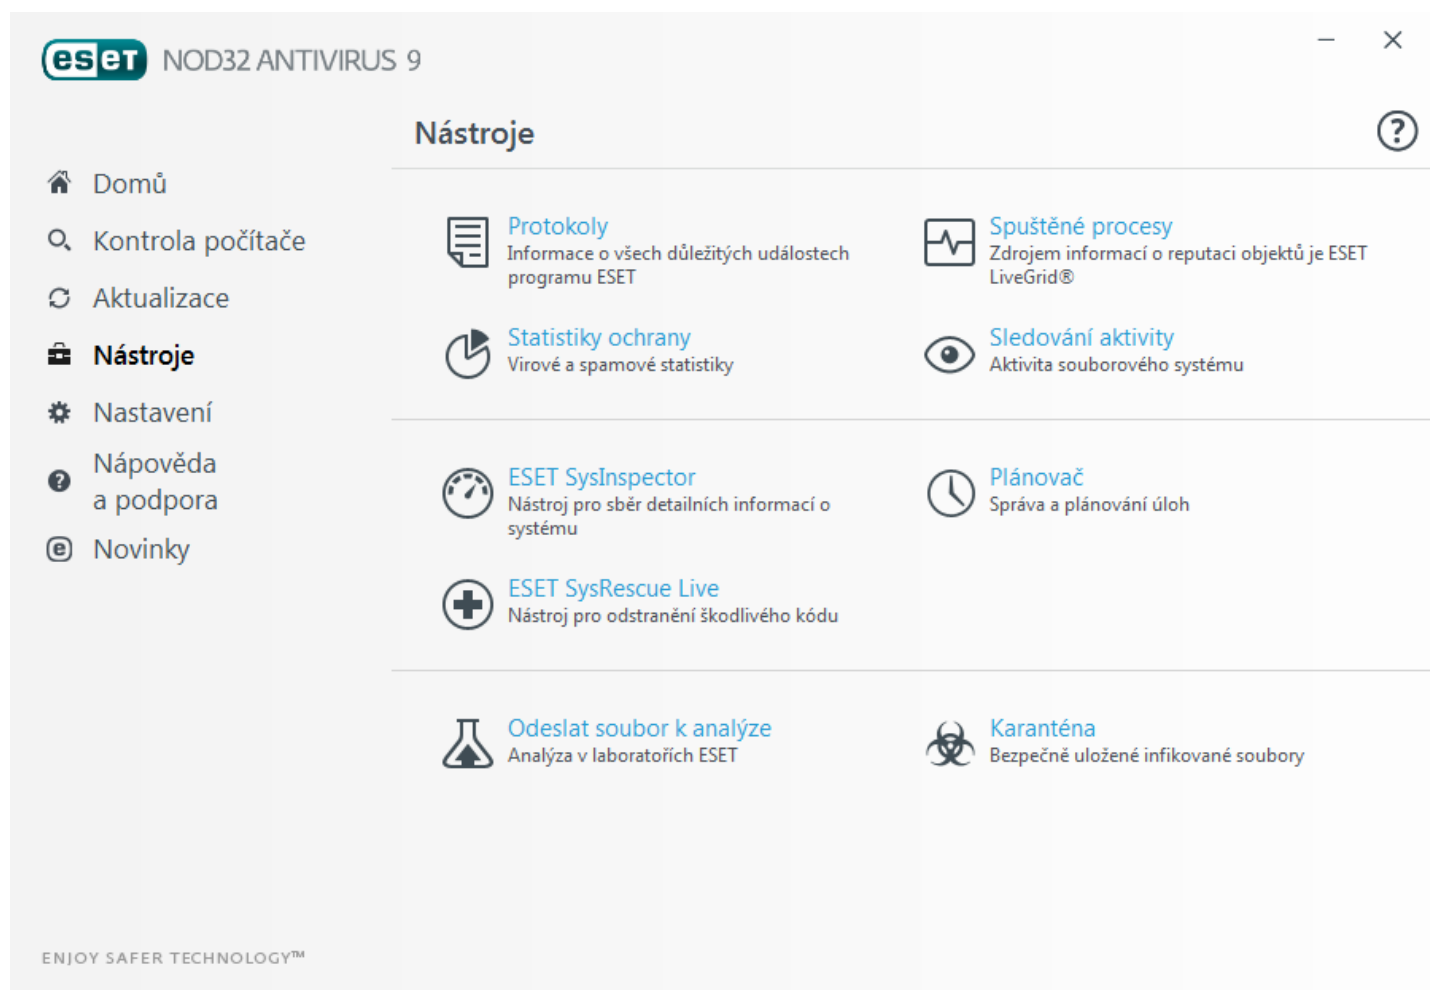 eset NOD32 ANTIVIRUS 9
Nástroje
Domů
Kontrola počítače
Aktualizace
Nástroje
Nastavení
Nápověda
a podpora
Novinky
Protokoly
Informace o všech důležitých událostech
programu ESET
Spuštěné procesy
Zdrojem informací o reputaci objektů je ESET
LiveGrid®
Statistiky ochrany
Virové a spamové statistiky
Sledování aktivity
Aktivita souborového systému
ESET SysInspector
Nástroj pro sběr detailních informací o
systému
Plánovač
Správa a plánování úloh
ESET SysRescue Live
Nástroj pro odstranění škodlivého kódu
Odeslat soubor k analýze
Analýza v laboratořích ESET
Karanténa
Bezpečně uložené infikované soubory
ENJOY SAFER TECHNOLOGY™